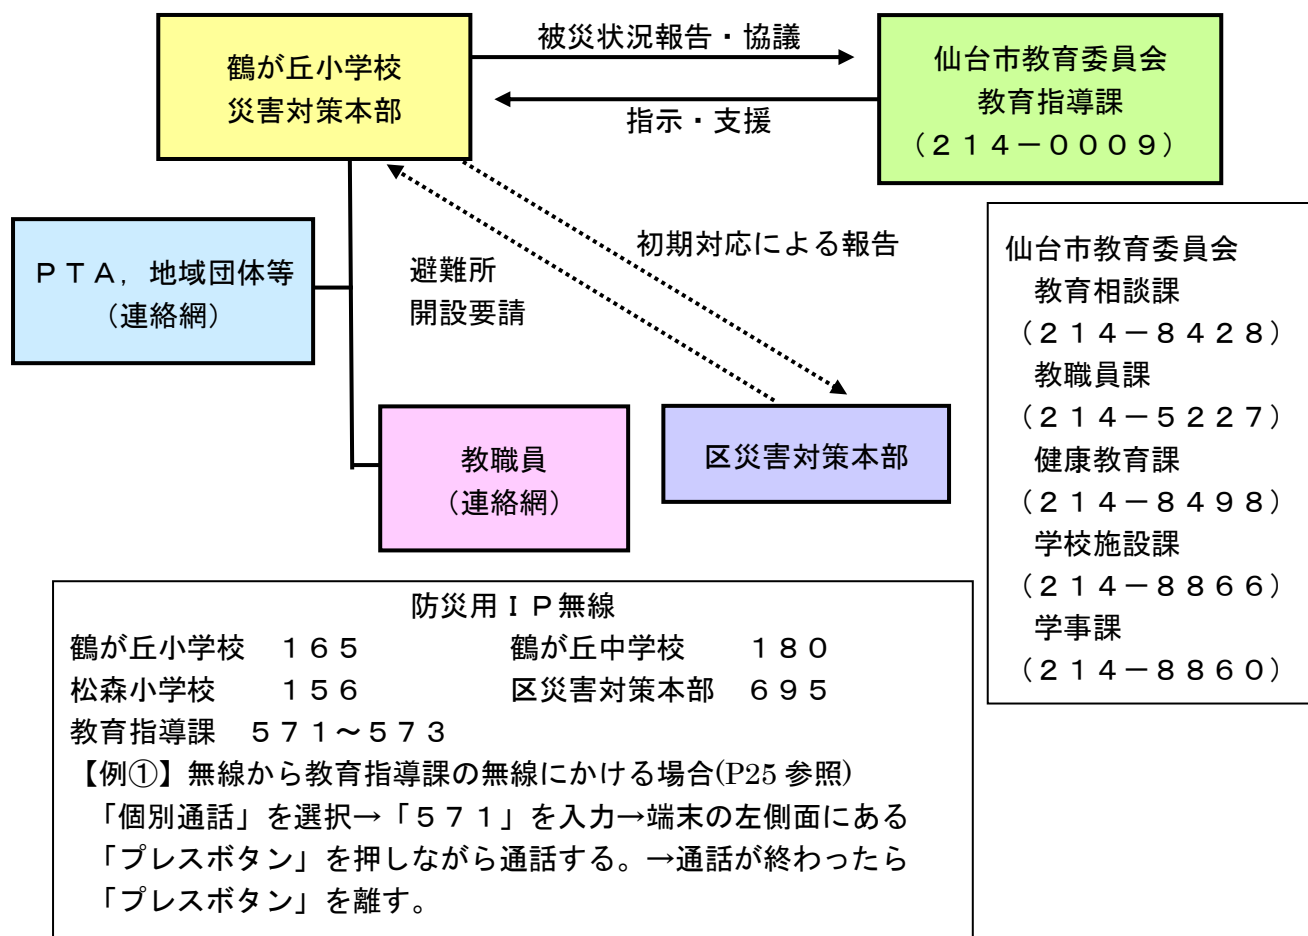 鶴が丘小学校
災害対策本部
被災状況報告・協議
指示・支援
仙台市教育委員会
教育指導課
（２１４－０００９）
ＰＴＡ，地域団体等
（連絡網）
避難所
開設要請
初期対応による報告
教職員
（連絡網）
区災害対策本部
仙台市教育委員会
教育相談課
（２１４－８４２８）
教職員課
（２１４－５２２７）
健康教育課
（２１４－８４９８）
学校施設課
（２１４－８８６６）
学事課
（２１４－８８６０）
防災用ＩＰ無線
鶴が丘小学校　１６５　鶴が丘中学校　１８０
松森小学校　１５６　区災害対策本部　６９５
教育指導課　５７１～５７３
【例①】無線から教育指導課の無線にかける場合(P25 参照)
「個別通話」を選択→「５７１」を入力→端末の左側面にある
「プレスボタン」を押しながら通話する。→通話が終わったら
「プレスボタン」を離す。